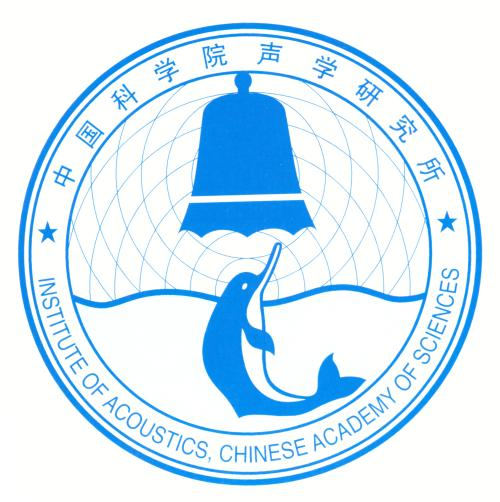 中国科学院声学研究所
INSTITUTE OF ACOUSTICS, CHINESE ACADEMY OF SCIENCES